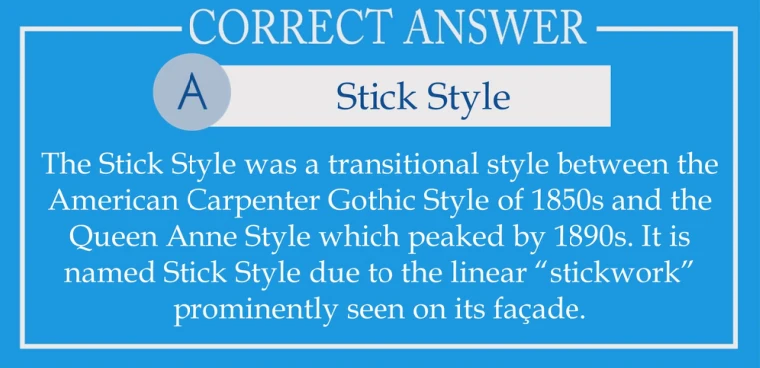 CORRECT ANSWER
A
Stick Style
The Stick Style was a transitional style between the
American Carpenter Gothic Style of 1850s and the
Queen Anne Style which peaked by 1890s. It is
named Stick Style due to the linear “stickwork”
prominently seen on its façade.